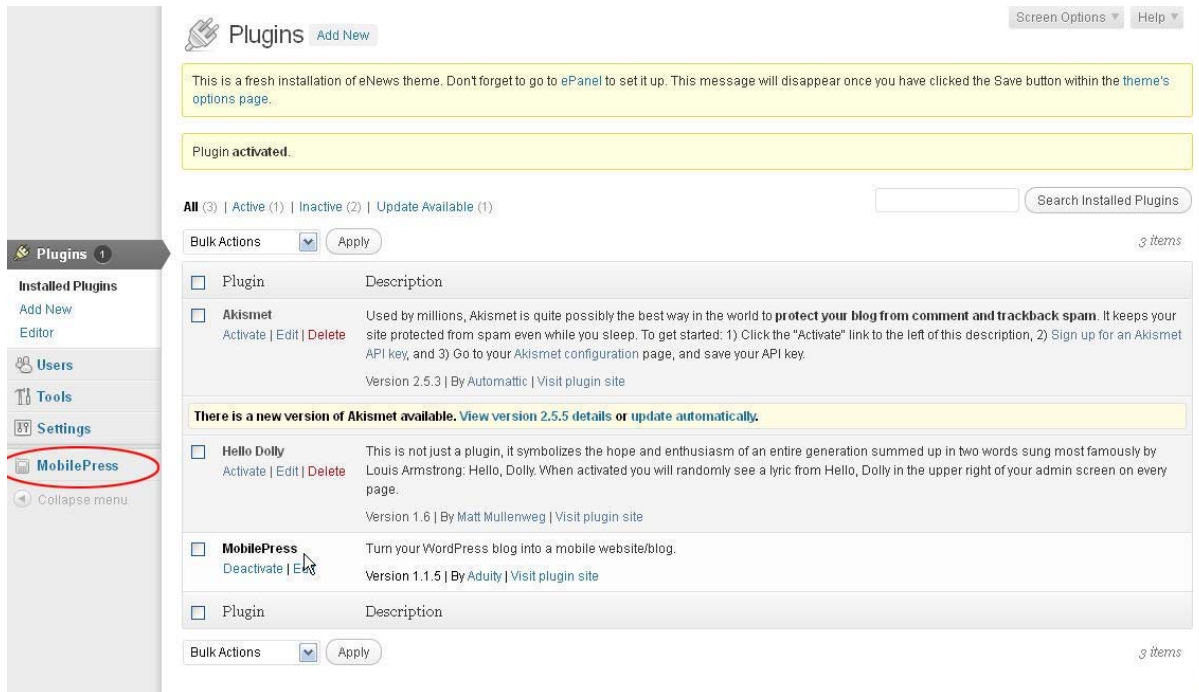 Screen Options Help
Plugins Add New
This is a fresh installation of eNews theme. Don't forget to go to ePanel to set it up. This message will disappear once you have clicked the Save button within the theme's
options page.
Plugin activated.
All (3) | Active (1) | Inactive (2) | Update Available (1)
Search Installed Plugins
Bulk Actions Apply 3 items
Plugins 1
Installed Plugins
Add New
Editor
Users
Tools
Settings
MobilePress
Collapse menu
Plugin Description
Akismet
Activate | Edit | Delete
Used by millions, Akismet is quite possibly the best way in the world to protect your blog from comment and trackback spam. It keeps your
site protected from spam even while you sleep. To get started: 1) Click the "Activate" link to the left of this description, 2) Sign up for an Akismet
API key, and 3) Go to your Akismet configuration page, and save your API key.
Version 2.5.3 | By Automattic | Visit plugin site
There is a new version of Akismet available. View version 2.5.5 details or update automatically.
Hello Dolly
Activate | Edit | Delete
This is not just a plugin, it symbolizes the hope and enthusiasm of an entire generation summed up in two words sung most famously by
Louis Armstrong: Hello, Dolly. When activated you will randomly see a lyric from Hello, Dolly in the upper right of your admin screen on every
page.
Version 1.6 | By Matt Mullenweg | Visit plugin site
MobilePress
Deactivate | Edit
Turn your WordPress blog into a mobile website/blog.
Version 1.1.5 | By Aduity | Visit plugin site
Plugin Description
Bulk Actions Apply 3 items